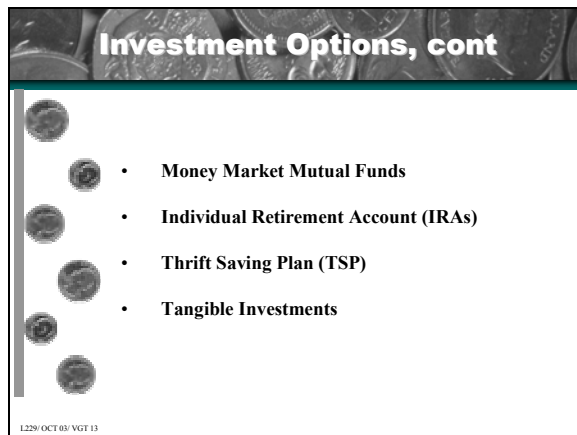 Investment Options, cont
• Money Market Mutual Funds
• Individual Retirement Account (IRAs)
• Thrift Saving Plan (TSP)
• Tangible Investments
L229/ OCT 03/ VGT 13